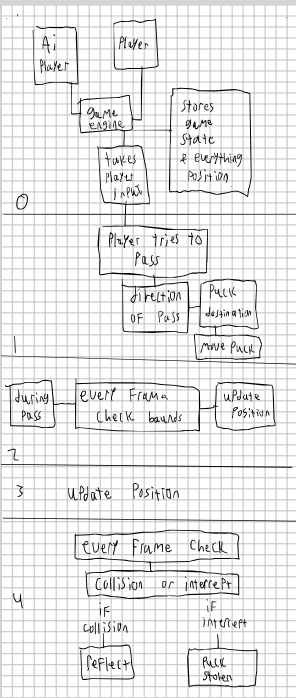 Ai
Player
Player
game
engine
Stores
game
State
& everything
Position
takes
Player
input
0
Player tries to
Pass
direction
OF Pass
Puck
destination
move Puck
1
during
Pass
every Frame
Check bounds
update
Position
2
3 update Position
every Frame Check
Collision or intercept
4
iF
collision
iF
intercept
reflect
Puck
Stolen